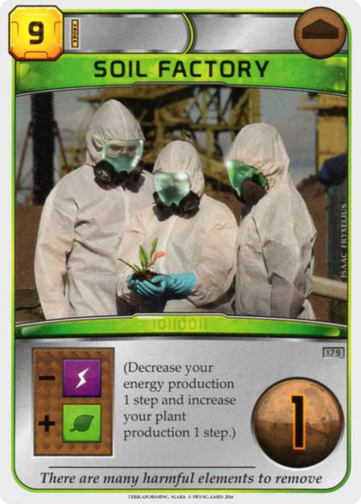 9
SOIL FACTORY
ISAAC FRYXELIUS
10110011
179
(Decrease your
energy production
1 step and increase
your plant
production 1 step.)
1
There are many harmful elements to remove
TERRAFORMING MARS © FRYXGAMES 2016